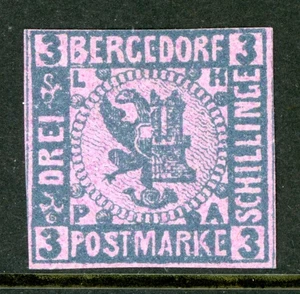 3 BERGEDORF 3
L H
DREI
SCHILLINGE
P A
3 POSTMARKE 3